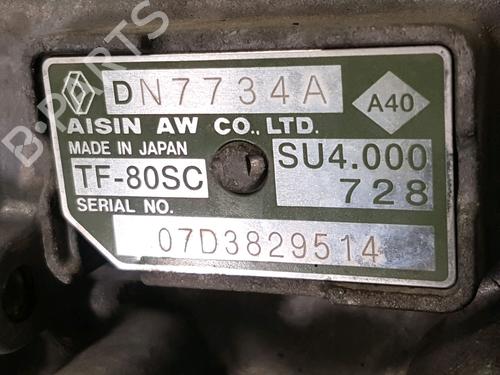 B-PARTS
DN7734A
A40
AISIN AW CO., LTD.
MADE IN JAPAN
TF-80SC
SU4.000
728
SERIAL NO.
07D3829514